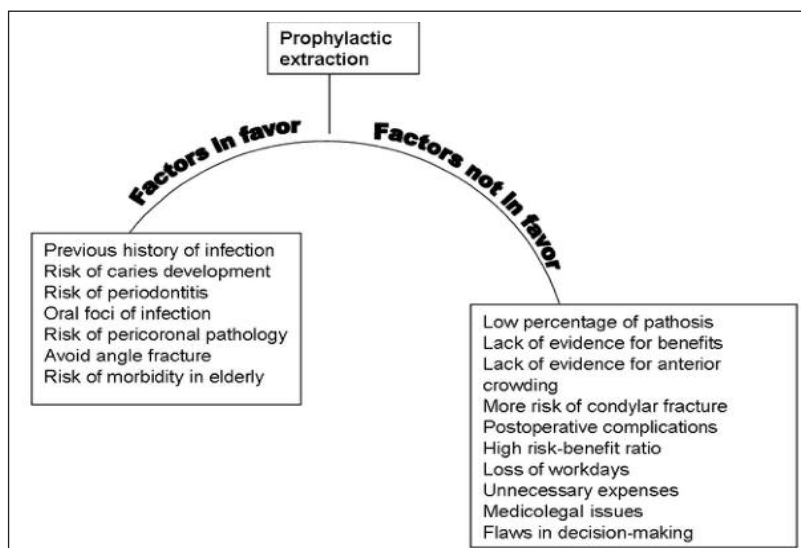 Prophylactic
extraction
Factors in favor
Factors not in favor
Previous history of infection
Risk of caries development
Risk of periodontitis
Oral foci of infection
Risk of pericoronal pathology
Avoid angle fracture
Risk of morbidity in elderly
Low percentage of pathosis
Lack of evidence for benefits
Lack of evidence for anterior
crowding
More risk of condylar fracture
Postoperative complications
High risk-benefit ratio
Loss of workdays
Unnecessary expenses
Medicolegal issues
Flaws in decision-making